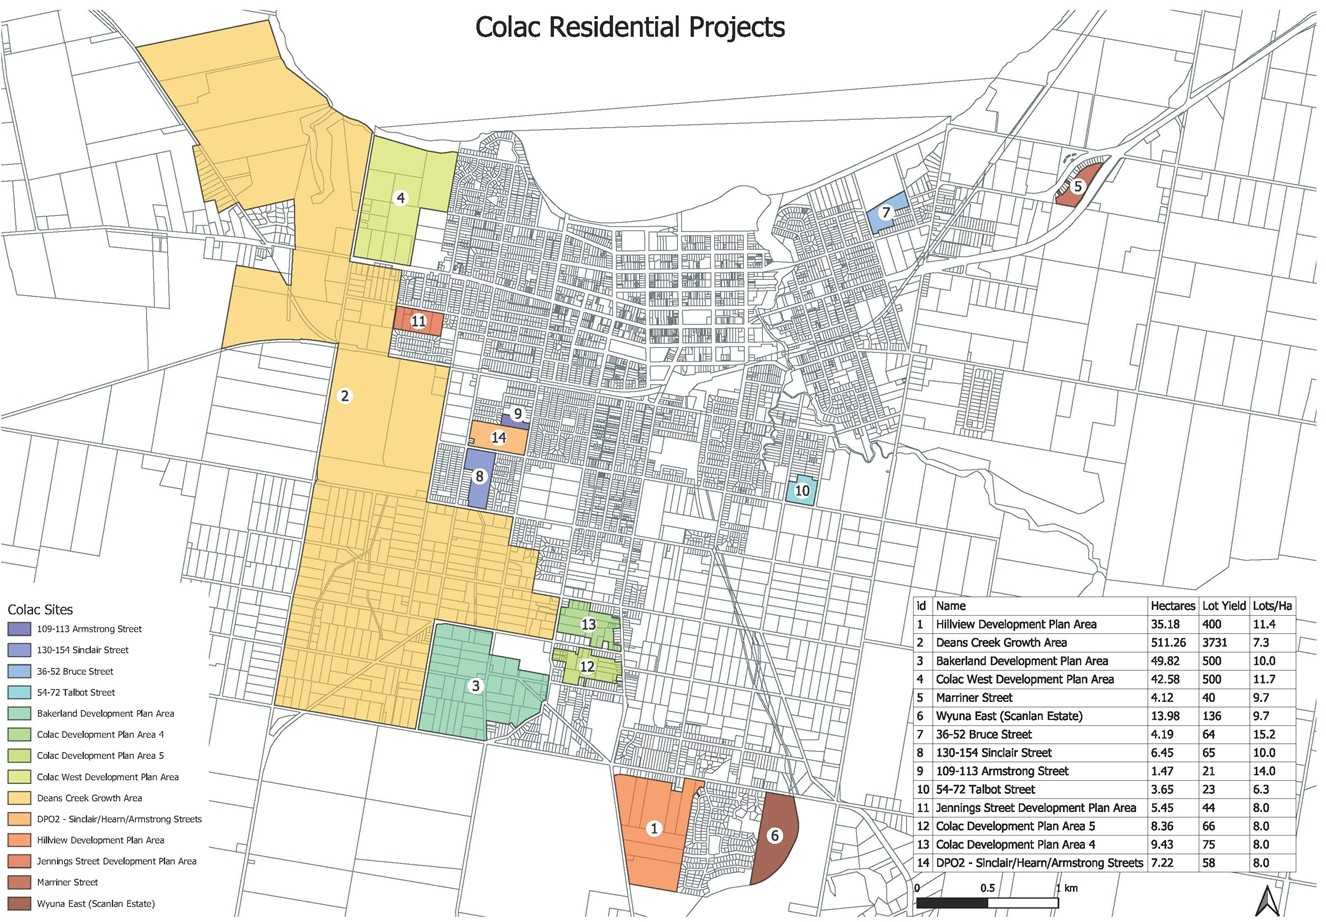 Colac Residential Projects
5
4
7
11
2
9
14
8
10
13
12
3
1
6
Colac Sites
109-113 Armstrong Street
130-154 Sinclair Street
36-52 Bruce Street
54-72 Talbot Street
Bakerland Development Plan Area
Colac Development Plan Area 4
Colac Development Plan Area 5
Colac West Development Plan Area
Deans Creek Growth Area
DPO2 - Sinclair/Hearn/Armstrong Streets
Hillview Development Plan Area
Jennings Street Development Plan Area
Marriner Street
Wyuna East (Scanlan Estate)
id Name Hectares Lot Yield Lots/Ha
1 Hillview Development Plan Area 35.18 400 11.4
2 Deans Creek Growth Area 511.26 3731 7.3
3 Bakerland Development Plan Area 49.82 500 10.0
4 Colac West Development Plan Area 42.58 500 11.7
5 Marriner Street 4.12 40 9.7
6 Wyuna East (Scanlan Estate) 13.98 136 9.7
7 36-52 Bruce Street 4.19 64 15.2
8 130-154 Sinclair Street 6.45 65 10.0
9 109-113 Armstrong Street 1.47 21 14.0
10 54-72 Talbot Street 3.65 23 6.3
11 Jennings Street Development Plan Area 5.45 44 8.0
12 Colac Development Plan Area 5 8.36 66 8.0
13 Colac Development Plan Area 4 9.43 75 8.0
14 DPO2 - Sinclair/Hearn/Armstrong Streets 7.22 58 8.0
0 0.5 1 km